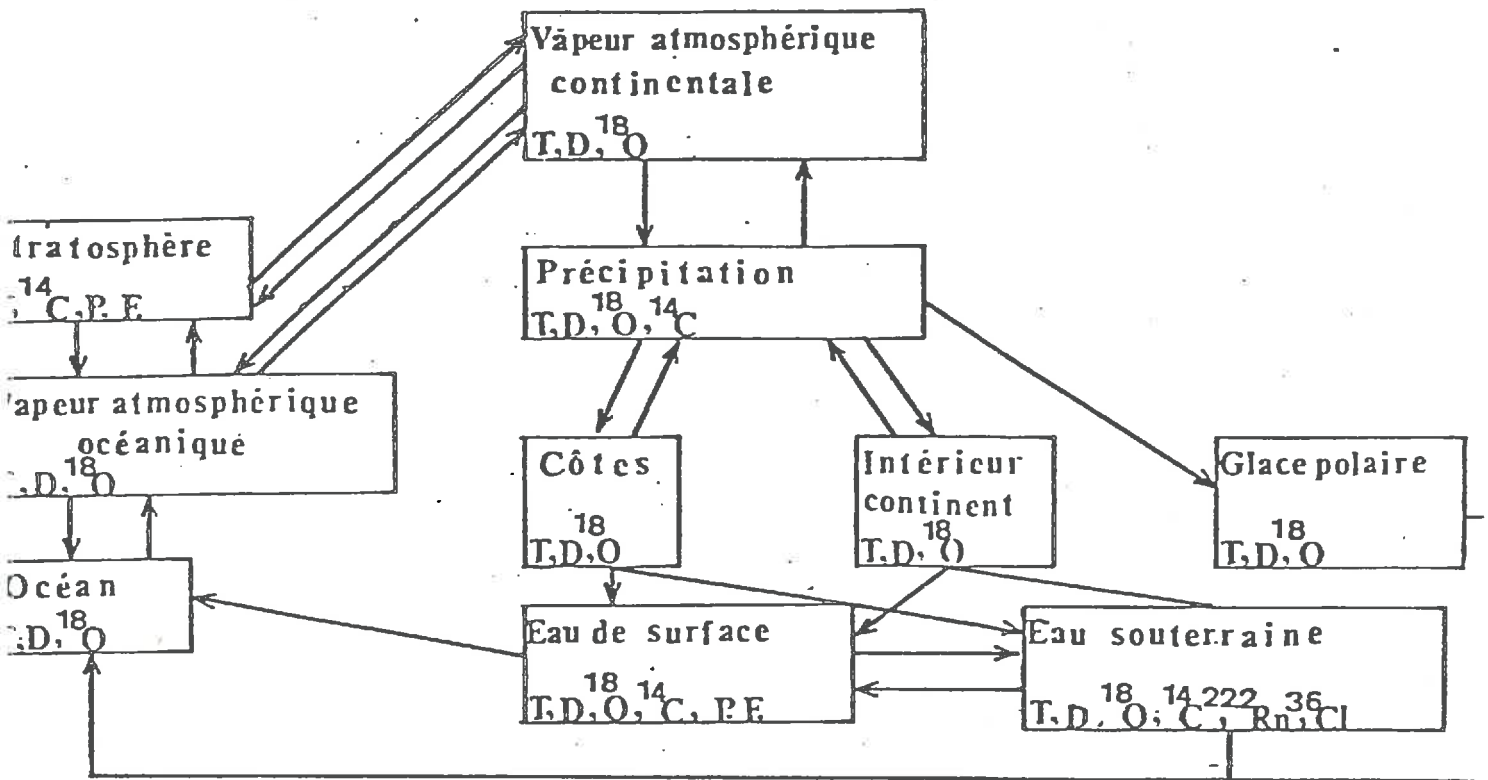 Vapeur atmosphérique
continentale
T,D,¹⁸O
tratosphère
, ¹⁴C,P.F.
Précipitation
T,D,¹⁸O,¹⁴C
apeur atmosphérique
océanique
,D,¹⁸O
Côtes
T,D,¹⁸O
Intérieur
continent
T,D,¹⁸O
Glace polaire
T,D,¹⁸O
Océan
,D,¹⁸O
Eau de surface
T,D,¹⁸O,¹⁴C, P.F.
Eau souterraine
T,D,¹⁸O,¹⁴C,²²²Rn,³⁶Cl